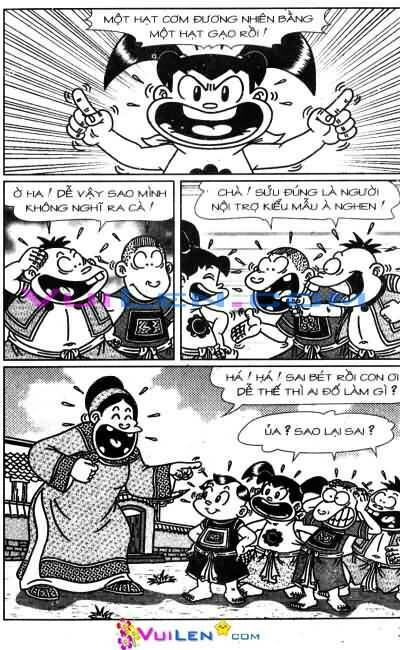 MỘT HẠT CƠM ĐƯƠNG NHIÊN BẰNG
MỘT HẠT GẠO RỒI!
Ờ HA! DỄ VẬY SAO MÌNH
KHÔNG NGHĨ RA CÀ!
CHÀ! SỬU ĐÚNG LÀ NGƯỜI
NỘI TRỢ KIỂU MẪU À NGHEN!
VUILEN.COM
HÁ! HÁ! SAI BÉT RỒI CON ƠI
DỄ THẾ THÌ AI ĐỐ LÀM GÌ?
ỦA? SAO LẠI SAI?
VUILEN.COM